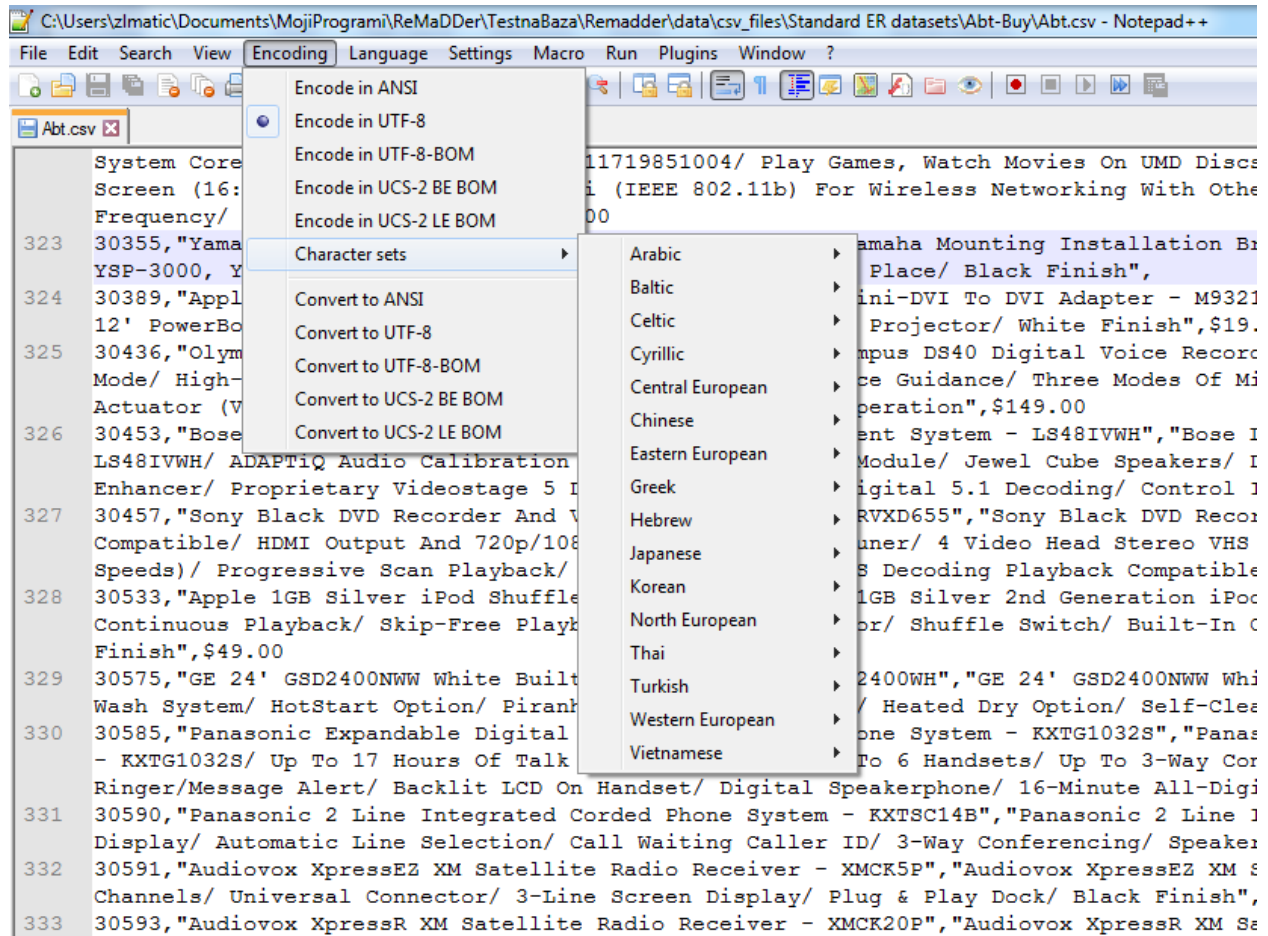 C:\Users\zlmatic\Documents\MojiProgrami\ReMaDDer\TestnaBaza\Remadder\data\csv_files\Standard ER datasets\Abt-Buy\Abt.csv - Notepad++
File Edit Search View Encoding Language Settings Macro Run Plugins Window ?
Abt.csv
Encode in ANSI
Encode in UTF-8
Encode in UTF-8-BOM
Encode in UCS-2 BE BOM
Encode in UCS-2 LE BOM
Character sets
Convert to ANSI
Convert to UTF-8
Convert to UTF-8-BOM
Convert to UCS-2 BE BOM
Convert to UCS-2 LE BOM
Arabic
Baltic
Celtic
Cyrillic
Central European
Chinese
Eastern European
Greek
Hebrew
Japanese
Korean
North European
Thai
Turkish
Western European
Vietnamese
System Core 11719851004/ Play Games, Watch Movies On UMD Discs
Screen (16: (IEEE 802.11b) For Wireless Networking With
Frequency/ 00
323 30355,"Yama amaha Mounting Installation
YSP-3000, Y Place/ Black Finish",
324 30389,"Appl ini-DVI To DVI Adapter - M9321
12' PowerBo Projector/ White Finish",$19.
325 30436,"Olym mpus DS40 Digital Voice
Mode/ High- ce Guidance/ Three Modes Of
Actuator (V peration",$149.00
326 30453,"Bose ent System - LS48IVWH","Bose
LS48IVWH/ ADAPTiQ Audio Calibration Module/ Jewel Cube Speakers/
Enhancer/ Proprietary Videostage 5 igital 5.1 Decoding/ Control
327 30457,"Sony Black DVD Recorder And RVXD655","Sony Black DVD
Compatible/ HDMI Output And 720p/108 uner/ 4 Video Head Stereo VHS
Speeds)/ Progressive Scan Playback/ S Decoding Playback Compatible
328 30533,"Apple 1GB Silver iPod Shuffle 1GB Silver 2nd Generation
Continuous Playback/ Skip-Free or/ Shuffle Switch/ Built-In
Finish",$49.00
329 30575,"GE 24' GSD2400NWW White Built 2400WH","GE 24' GSD2400NWW
Wash System/ HotStart Option/ / Heated Dry Option/
330 30585,"Panasonic Expandable Digital one System - KXTG1032S","Panas
- KXTG1032S/ Up To 17 Hours Of Talk To 6 Handsets/ Up To 3-Way
Ringer/Message Alert/ Backlit LCD On Handset/ Digital Speakerphone/ 16-Minute
331 30590,"Panasonic 2 Line Integrated Corded Phone System - KXTSC14B","Panasonic 2 Line
Display/ Automatic Line Selection/ Call Waiting Caller ID/ 3-Way Conferencing/ Speaker
332 30591,"Audiovox XpressEZ XM Satellite Radio Receiver - XMCK5P","Audiovox XpressEZ XM
Channels/ Universal Connector/ 3-Line Screen Display/ Plug & Play Dock/ Black Finish",
333 30593,"Audiovox XpressR XM Satellite Radio Receiver - XMCK20P","Audiovox XpressR XM